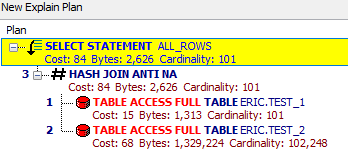 New Explain Plan
Plan
SELECT STATEMENT ALL_ROWS
Cost: 84 Bytes: 2,626 Cardinality: 101
3 HASH JOIN ANTI NA
Cost: 84 Bytes: 2,626 Cardinality: 101
1 TABLE ACCESS FULL TABLE ERIC.TEST_1
Cost: 15 Bytes: 1,313 Cardinality: 101
2 TABLE ACCESS FULL TABLE ERIC.TEST_2
Cost: 68 Bytes: 1,329,224 Cardinality: 102,248